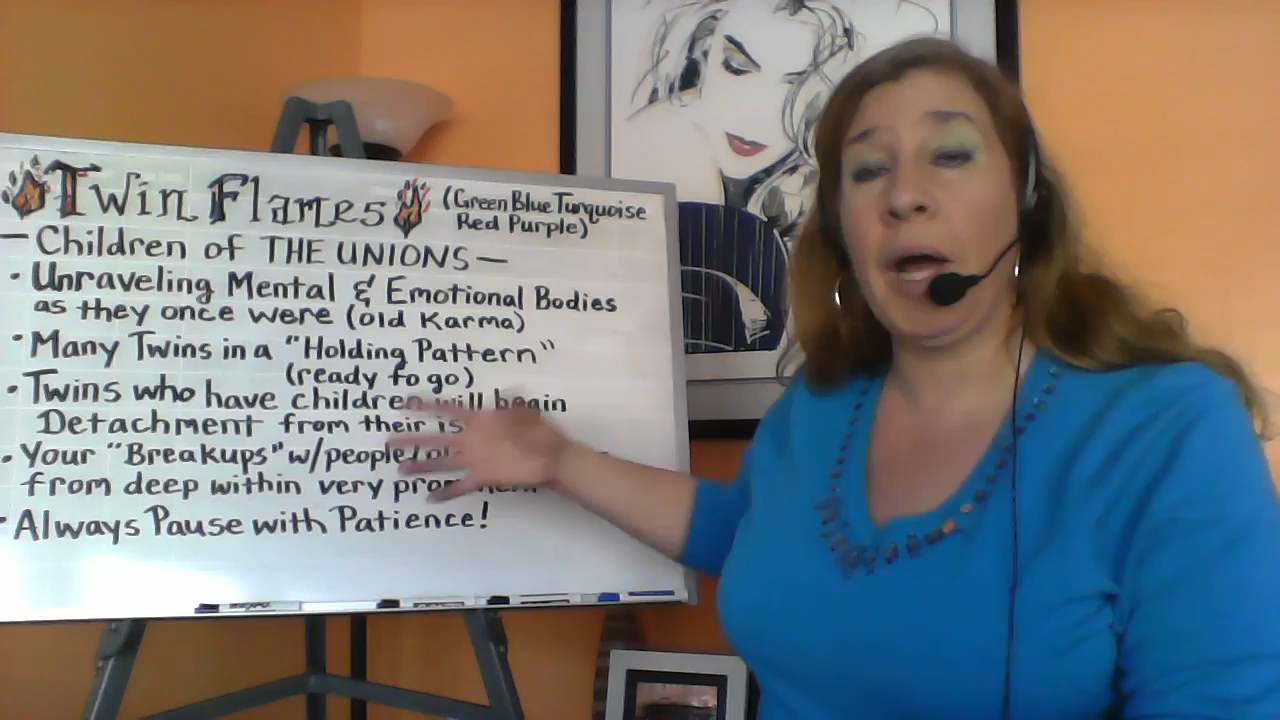 Twin Flames (Green Blue Turquoise
Red Purple)
— Children of THE UNIONS —
• Unraveling Mental & Emotional Bodies
as they once were (old Karma)
• Many Twins in a "Holding Pattern"
(ready to go)
• Twins who have children will begin
Detachment from their
• Your "Breakups" w/people/
from deep within very
• Always Pause with Patience!